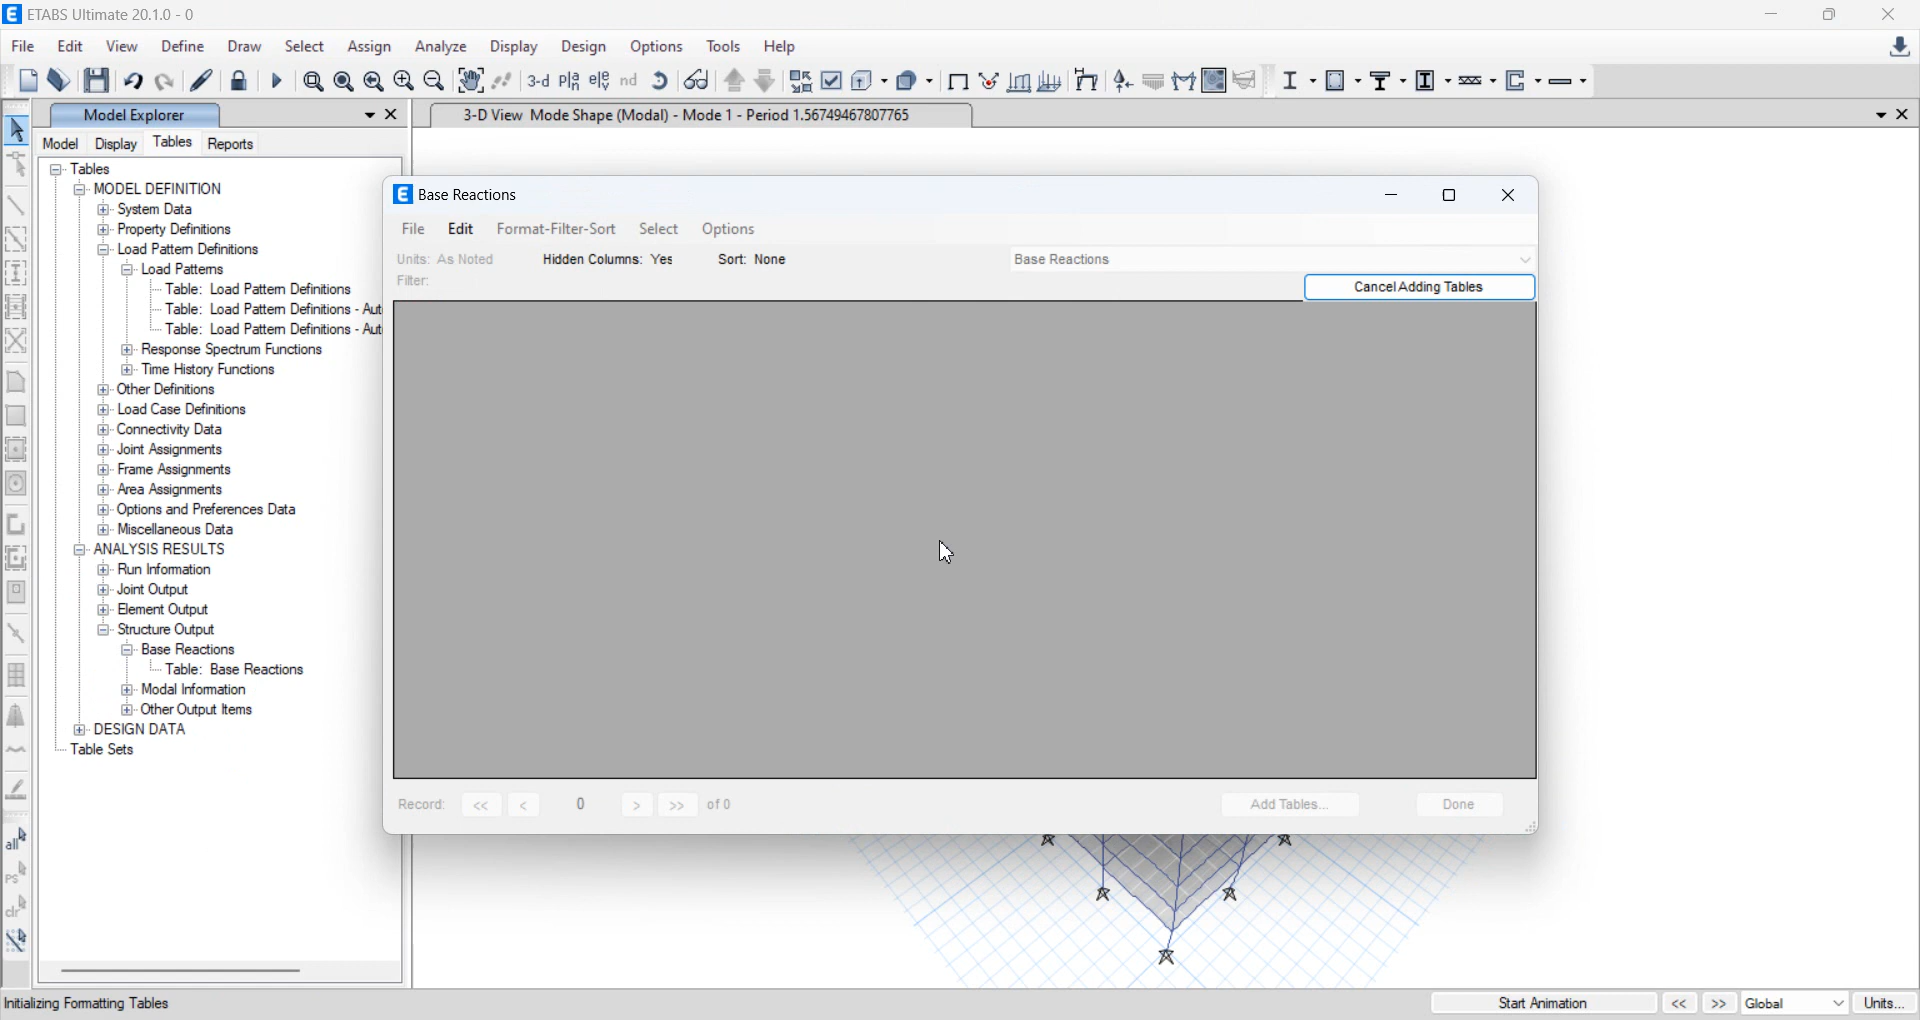 ETABS Ultimate 20.1.0 - 0
File Edit View Define Draw Select Assign Analyze Display Design Options Tools Help
3-d nd
Model Explorer
3-D View Mode Shape (Modal) - Mode 1 - Period 1.56749467807765
Model Display Tables Reports
Tables
MODEL DEFINITION
System Data
Property Definitions
Load Pattern Definitions
Load Patterns
Table: Load Pattern Definitions
Table: Load Pattern Definitions - Aut
Table: Load Pattern Definitions - Aut
Response Spectrum Functions
Time History Functions
Other Definitions
Load Case Definitions
Connectivity Data
Joint Assignments
Frame Assignments
Area Assignments
Options and Preferences Data
Miscellaneous Data
ANALYSIS RESULTS
Run Information
Joint Output
Element Output
Structure Output
Base Reactions
Table: Base Reactions
Modal Information
Other Output Items
DESIGN DATA
Table Sets
all
ps
clr
Base Reactions
File Edit Format-Filter-Sort Select Options
Units: As Noted Hidden Columns: Yes Sort: None Base Reactions
Filter:
Cancel Adding Tables
Record: << < 0 > >> of 0 Add Tables... Done
Initializing Formatting Tables
Start Animation << >> Global Units...